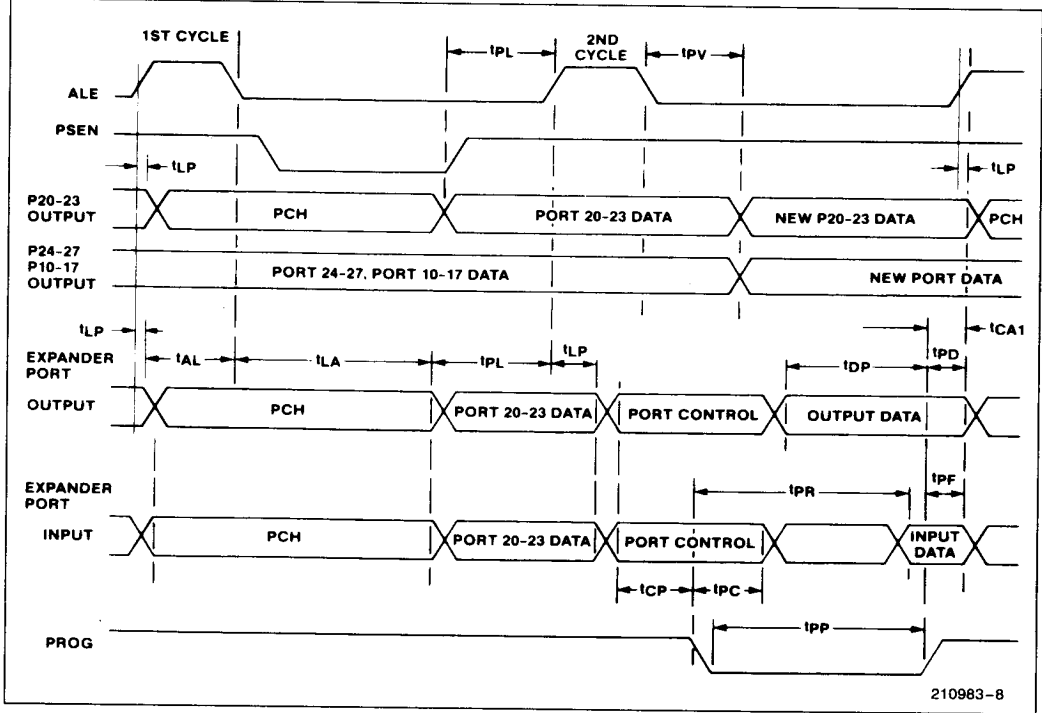 1ST CYCLE
tPL
2ND
CYCLE
tPV
ALE
PSEN
tLP
tLP
P20-23
OUTPUT
PCH
PORT 20-23 DATA
NEW P20-23 DATA
PCH
P24-27
P10-17
OUTPUT
PORT 24-27, PORT 10-17 DATA
NEW PORT DATA
tLP
tCA1
EXPANDER
PORT
OUTPUT
tAL
tLA
tPL
tLP
tDP
tPD
PCH
PORT 20-23 DATA
PORT CONTROL
OUTPUT DATA
EXPANDER
PORT
INPUT
tPR
tPF
PCH
PORT 20-23 DATA
PORT CONTROL
INPUT
DATA
tCP
tPC
PROG
tPP
210983-8